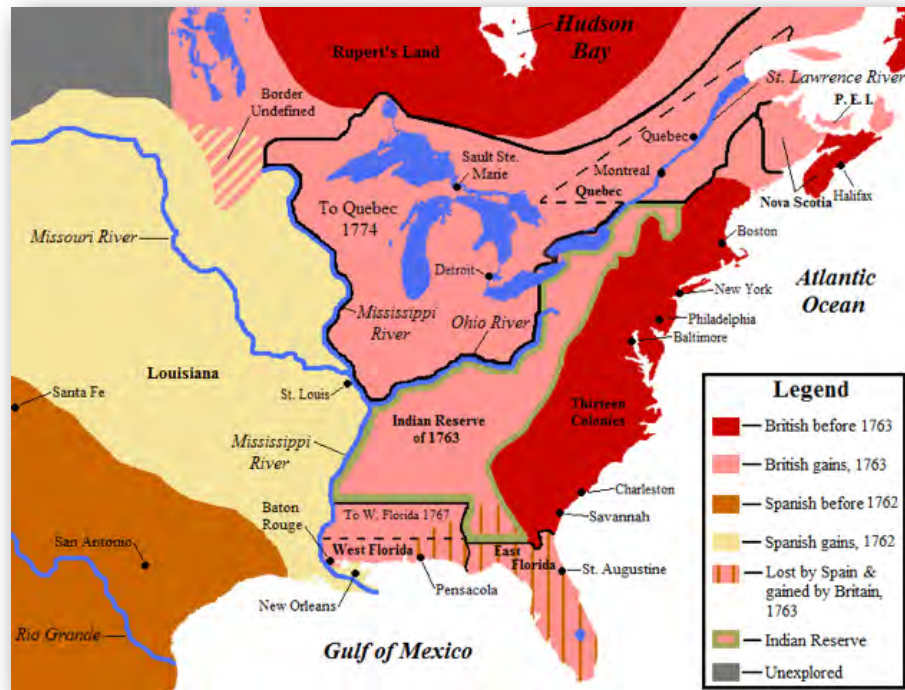 Hudson
Bay
Rupert's Land
St. Lawrence River
Border
Undefined
P. E. I.
Quebec
Sault Ste.
Marie
Montreal
Quebec
Halifax
Nova Scotia
To Quebec
1774
Boston
Missouri River
Detroit
Atlantic
Ocean
New York
Mississippi
River
Ohio River
Philadelphia
Baltimore
Louisiana
St. Louis
Santa Fe
Indian Reserve
of 1763
Thirteen
Colonies
Mississippi
River
Charleston
Savannah
Baton
Rouge
To W. Florida 1767
San Antonio
West Florida
East
Florida
St. Augustine
New Orleans
Pensacola
Rio Grande
Gulf of Mexico
Legend
British before 1763
British gains, 1763
Spanish before 1762
Spanish gains, 1762
Lost by Spain &
gained by Britain,
1763
Indian Reserve
Unexplored